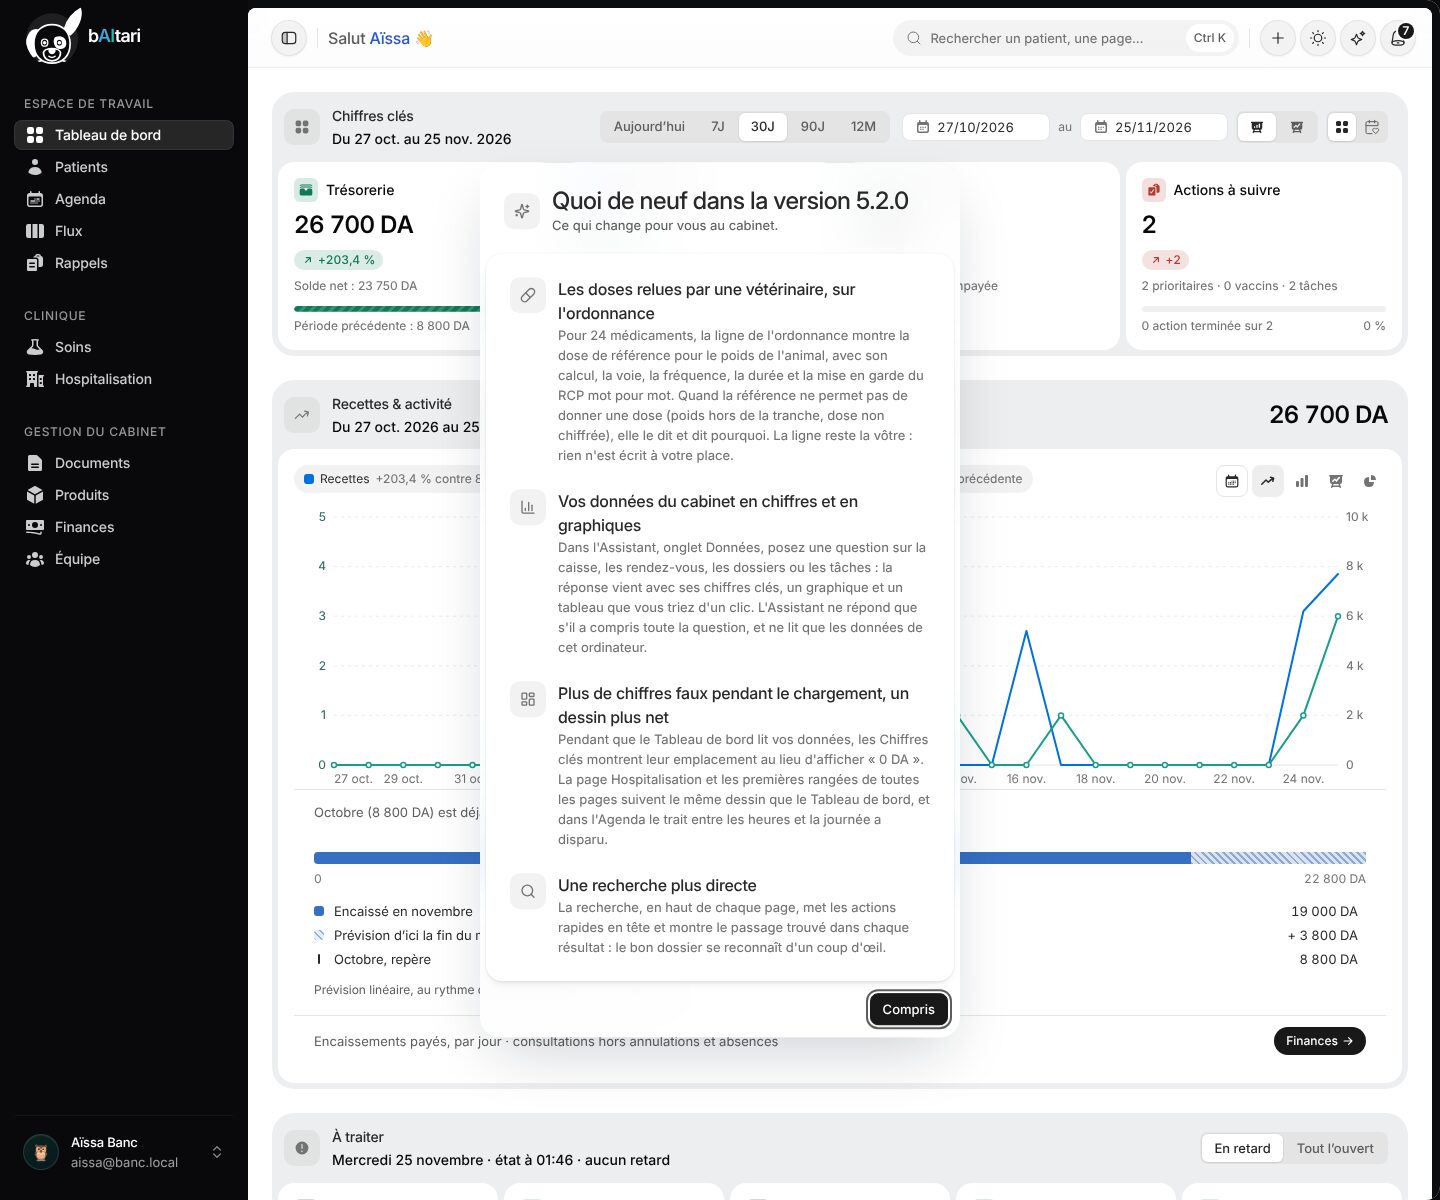 bAItari
ESPACE DE TRAVAIL
Tableau de bord
Patients
Agenda
Flux
Rappels
CLINIQUE
Soins
Hospitalisation
GESTION DU CABINET
Documents
Produits
Finances
Équipe
Aïssa Banc
aissa@banc.local
Salut Aïssa 👋
Rechercher un patient, une page...
Ctrl K
7
Chiffres clés
Du 27 oct. au 25 nov. 2026
Aujourd'hui 7J 30J 90J 12M
27/10/2026 au 25/11/2026
Trésorerie
26 700 DA
+203,4 %
Solde net : 23 750 DA
Période précédente : 8 800 DA
Actions à suivre
2
+2
2 prioritaires · 0 vaccins · 2 tâches
0 action terminée sur 2 0 %
Quoi de neuf dans la version 5.2.0
Ce qui change pour vous au cabinet.
Les doses relues par une vétérinaire, sur
l'ordonnance
Pour 24 médicaments, la ligne de l'ordonnance montre la
dose de référence pour le poids de l'animal, avec son
calcul, la voie, la fréquence, la durée et la mise en garde du
RCP mot pour mot. Quand la référence ne permet pas de
donner une dose (poids hors de la tranche, dose non
chiffrée), elle le dit et dit pourquoi. La ligne reste la vôtre :
rien n'est écrit à votre place.
Vos données du cabinet en chiffres et en
graphiques
Dans l'Assistant, onglet Données, posez une question sur la
caisse, les rendez-vous, les dossiers ou les tâches : la
réponse vient avec ses chiffres clés, un graphique et un
tableau que vous triez d'un clic. L'Assistant ne répond que
s'il a compris toute la question, et ne lit que les données de
cet ordinateur.
Plus de chiffres faux pendant le chargement, un
dessin plus net
Pendant que le Tableau de bord lit vos données, les Chiffres
clés montrent leur emplacement au lieu d'afficher « 0 DA ».
La page Hospitalisation et les premières rangées de toutes
les pages suivent le même dessin que le Tableau de bord, et
dans l'Agenda le trait entre les heures et la journée a
disparu.
Une recherche plus directe
La recherche, en haut de chaque page, met les actions
rapides en tête et montre le passage trouvé dans chaque
résultat : le bon dossier se reconnaît d'un coup d'œil.
Compris
Recettes & activité
Du 27 oct. 2026 au 25
26 700 DA
Recettes +203,4 % contre 8
précédente
5
4
3
2
1
0
10 k
8 k
6 k
4 k
2 k
0
27 oct. 29 oct. 31 oc
ov. 16 nov. 18 nov. 20 nov. 22 nov. 24 nov.
Octobre (8 800 DA) est déj
0 22 800 DA
Encaissé en novembre 19 000 DA
Prévision d'ici la fin du m + 3 800 DA
Octobre, repère 8 800 DA
Prévision linéaire, au rythme
Encaissements payés, par jour · consultations hors annulations et absences
Finances →
À traiter
Mercredi 25 novembre · état à 01:46 · aucun retard
En retard Tout l'ouvert